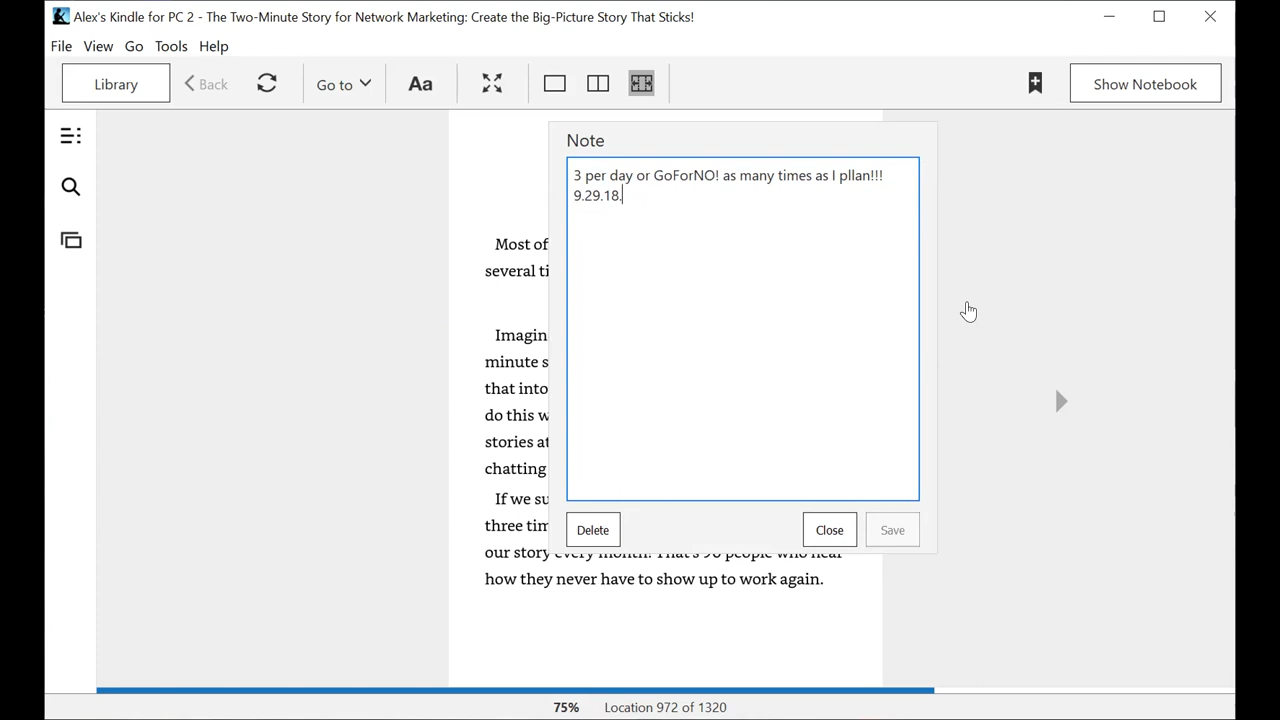 Alex's Kindle for PC 2 - The Two-Minute Story for Network Marketing: Create the Big-Picture Story That Sticks!
File View Go Tools Help
Library Back Go to Aa Show Notebook
Note
3 per day or GoForNO! as many times as I pllan!!!
9.29.18.
Most of
several ti
Imagin
minute s
that into
do this w
stories at
chatting
If we su
three tim
Delete Close Save
our story every month! That's 90 people who hear
how they never have to show up to work again.
75% Location 972 of 1320